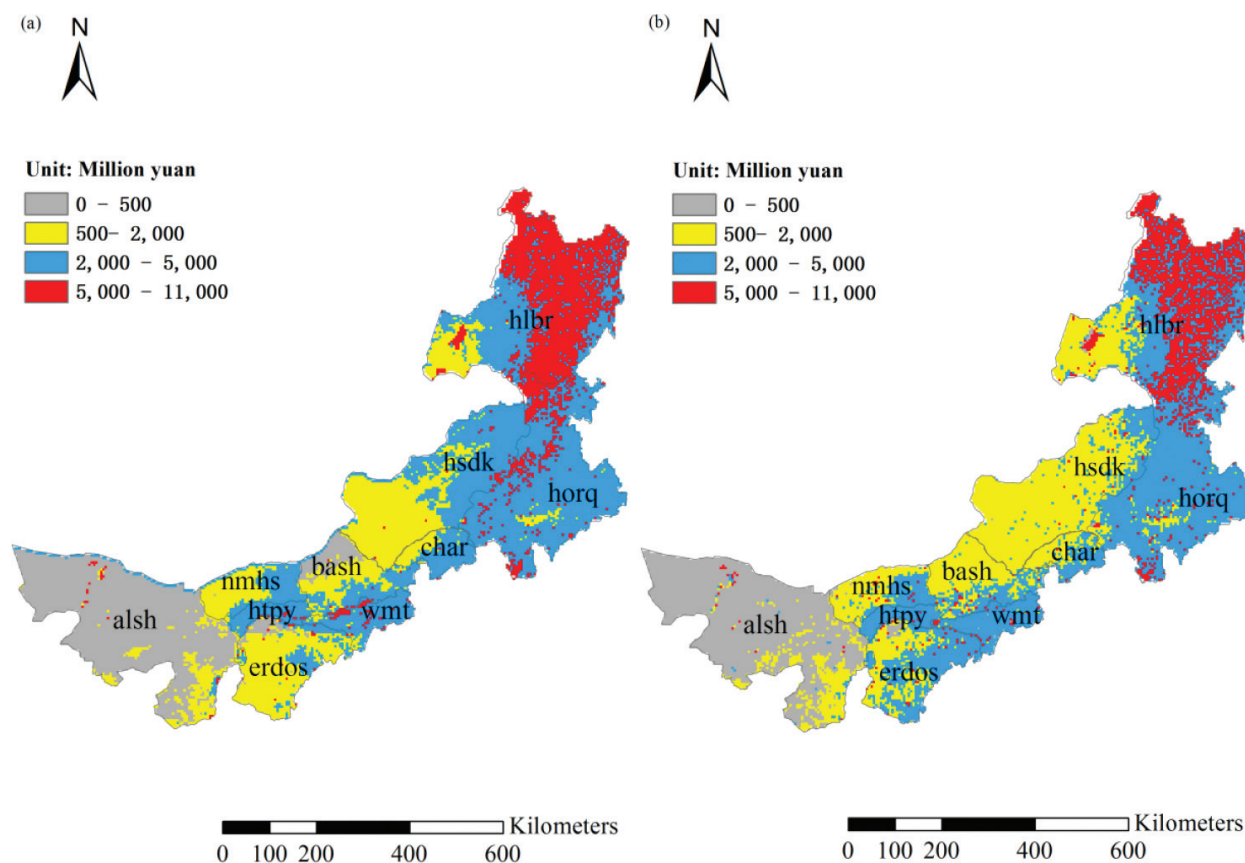 (a)
N
Unit: Million yuan
0 - 500
500- 2,000
2,000 - 5,000
5,000 - 11,000
hlbr
hsdk
horq
char
bash
nmhs
htpy
wmt
alsh
erdos
Kilometers
0 100 200 400 600
(b)
N
Unit: Million yuan
0 - 500
500- 2,000
2,000 - 5,000
5,000 - 11,000
hlbr
hsdk
horq
char
bash
nmhs
htpy
wmt
alsh
erdos
Kilometers
0 100 200 400 600